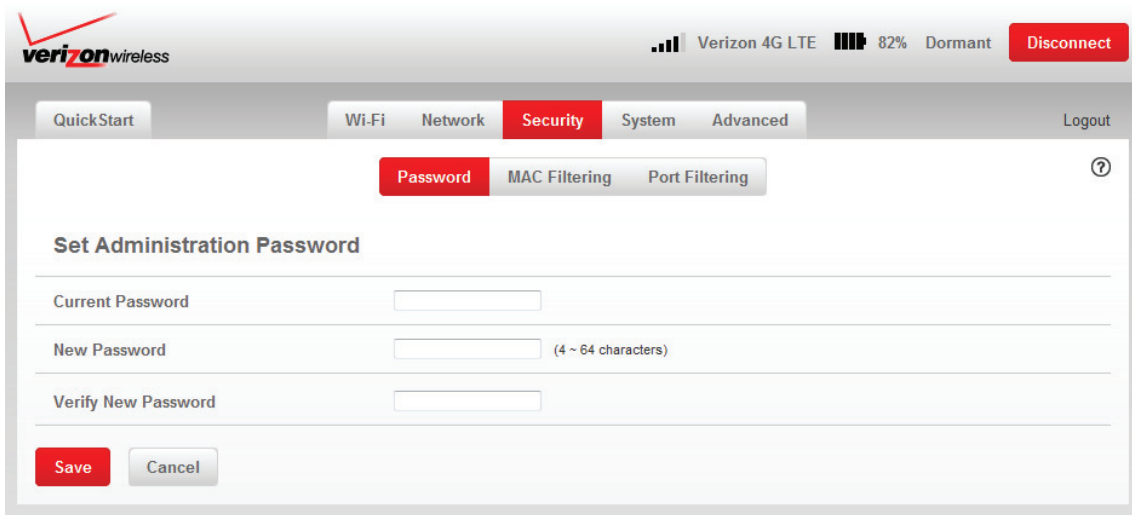 verizonwireless
Verizon 4G LTE 82% Dormant Disconnect
QuickStart Wi-Fi Network Security System Advanced Logout
Password MAC Filtering Port Filtering ?
Set Administration Password
Current Password
New Password (4 ~ 64 characters)
Verify New Password
Save Cancel